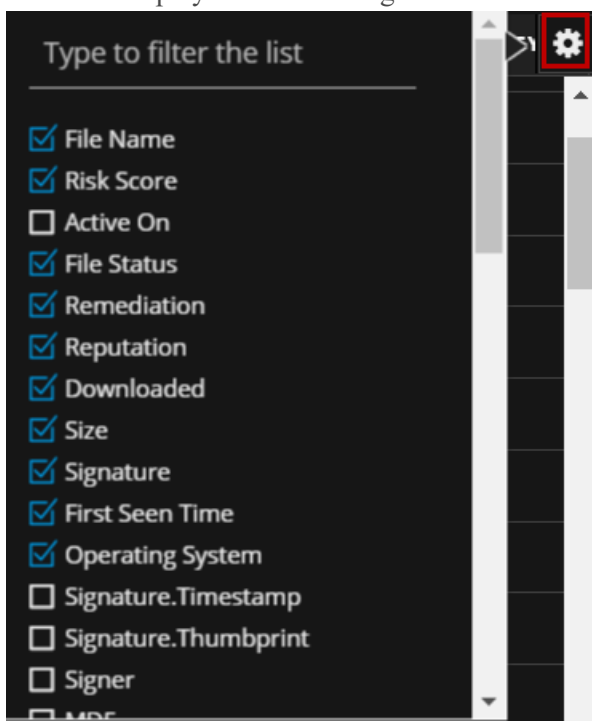 Type to filter the list
File Name
Risk Score
Active On
File Status
Remediation
Reputation
Downloaded
Size
Signature
First Seen Time
Operating System
Signature.Timestamp
Signature.Thumbprint
Signer